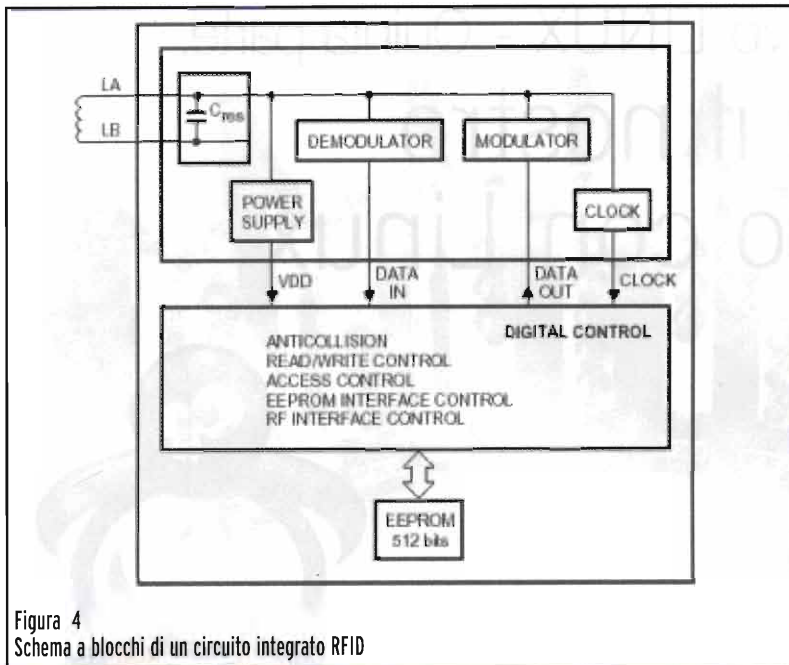 LA
LB
C res
DEMODULATOR
MODULATOR
POWER
SUPPLY
CLOCK
VDD
DATA
IN
DATA
OUT
CLOCK
DIGITAL CONTROL
ANTICOLLISION
READ/WRITE CONTROL
ACCESS CONTROL
EEPROM INTERFACE CONTROL
RF INTERFACE CONTROL
EEPROM
512 bits
Figura 4
Schema a blocchi di un circuito integrato RFID